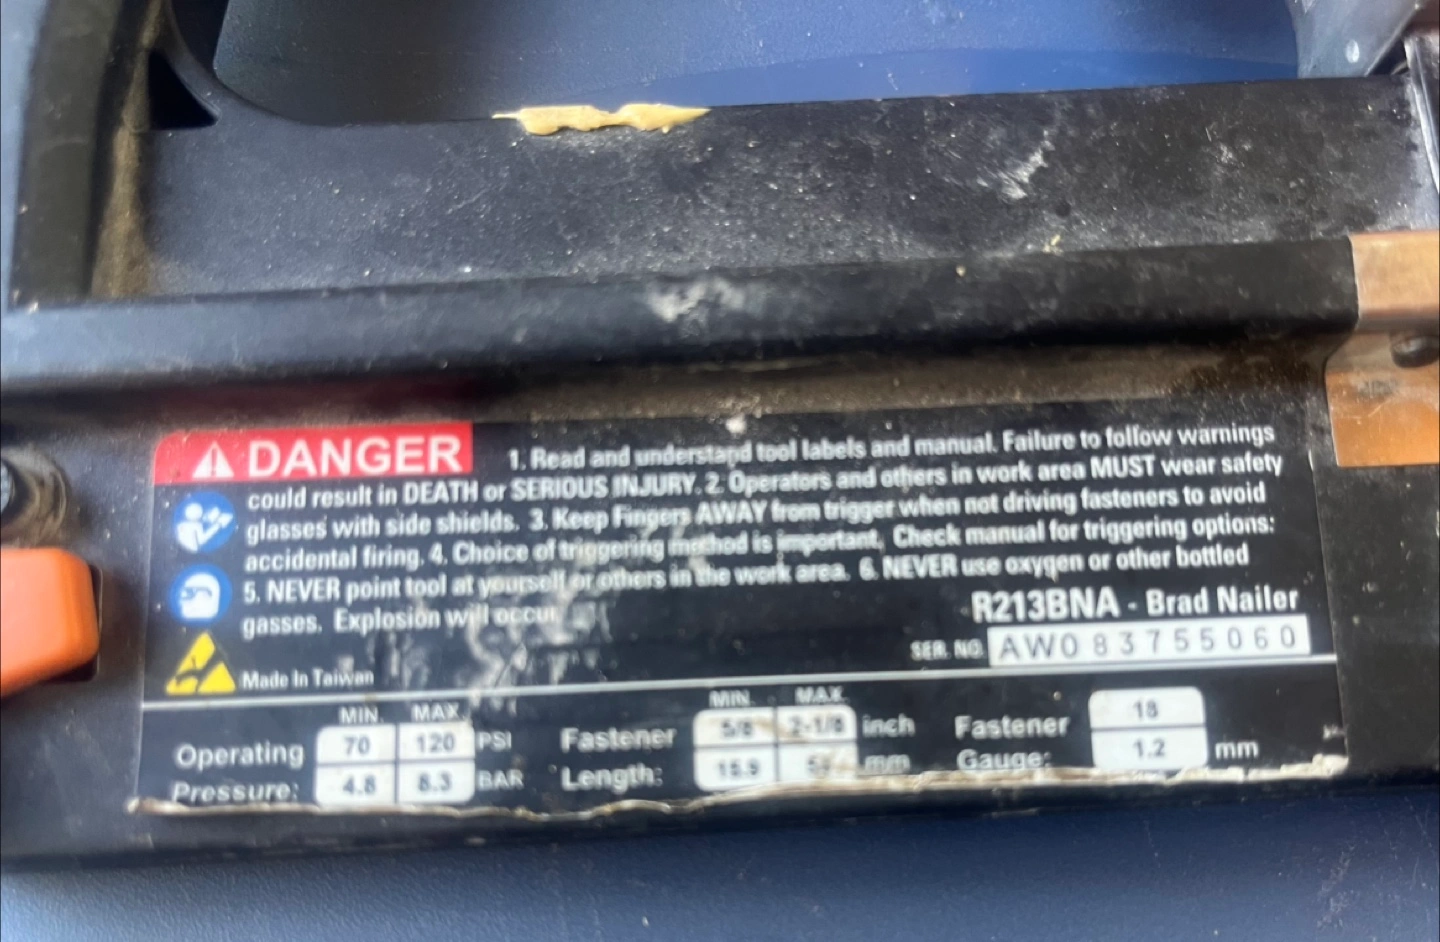 DANGER 1. Read and understand tool labels and manual. Failure to follow warnings
could result in DEATH or SERIOUS INJURY. 2. Operators and others in work area MUST wear safety
glasses with side shields. 3. Keep Fingers AWAY from trigger when not driving fasteners to avoid
accidental firing. 4. Choice of triggering method is important. Check manual for triggering options:
5. NEVER point tool at yourself or others in the work area. 6. NEVER use oxygen or other bottled
gasses. Explosion will occur.
R213BNA - Brad Nailer
SER. NO. AW083755060
Made In Taiwan
MIN. MAX. MIN. MAX.
Operating 70 120 PSI Fastener 5/8 2-1/8 inch Fastener 18
Pressure: 4.8 8.3 BAR Length: 15.9 mm Gauge: 1.2 mm